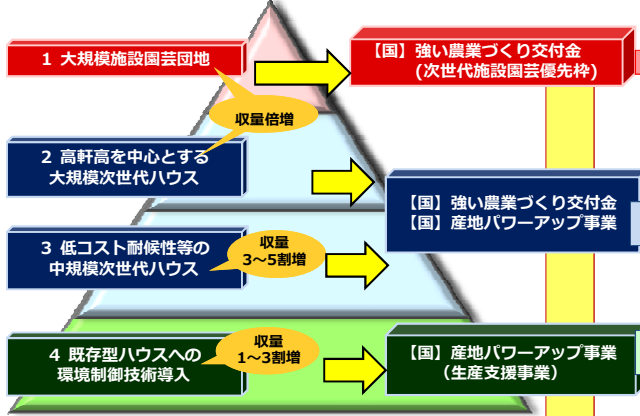 1 大規模施設園芸団地
【国】強い農業づくり交付金
(次世代施設園芸優先枠)
収量倍増
2 高軒高を中心とする
大規模次世代ハウス
【国】強い農業づくり交付金
【国】産地パワーアップ事業
3 低コスト耐候性等の
中規模次世代ハウス
収量
3～5割増
4 既存型ハウスへの
環境制御技術導入
収量
1～3割増
【国】産地パワーアップ事業
（生産支援事業）